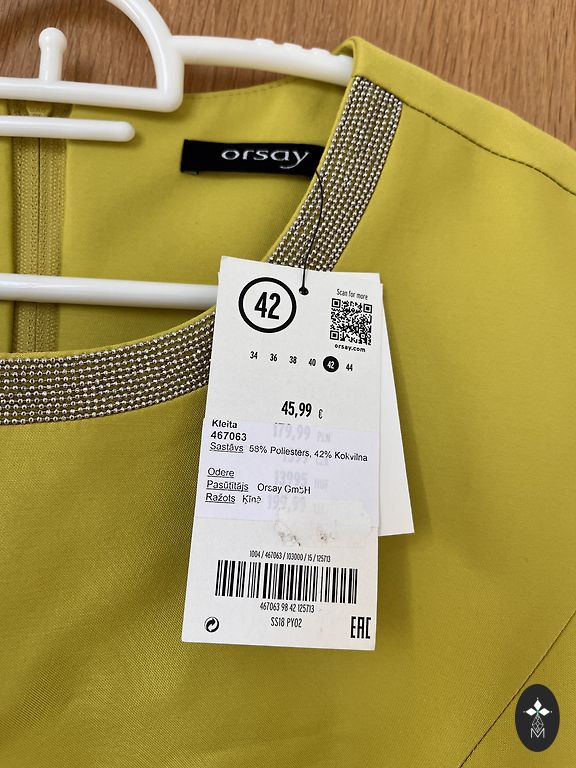 orsay
42
Scan for more
orsay.com
34 36 38 40 42 44
45,99 €
179,99 PLN
Kleita
467063
Sastāvs 58% Poliesters, 42% Kokvilna
Odere
Pasūtītājs Orsay GmbH
Ražots Ķīnā
1004 / 467063 / 103000 / 15 / 125713
467063 98 42 125713
SS18 PY02
EAC
M